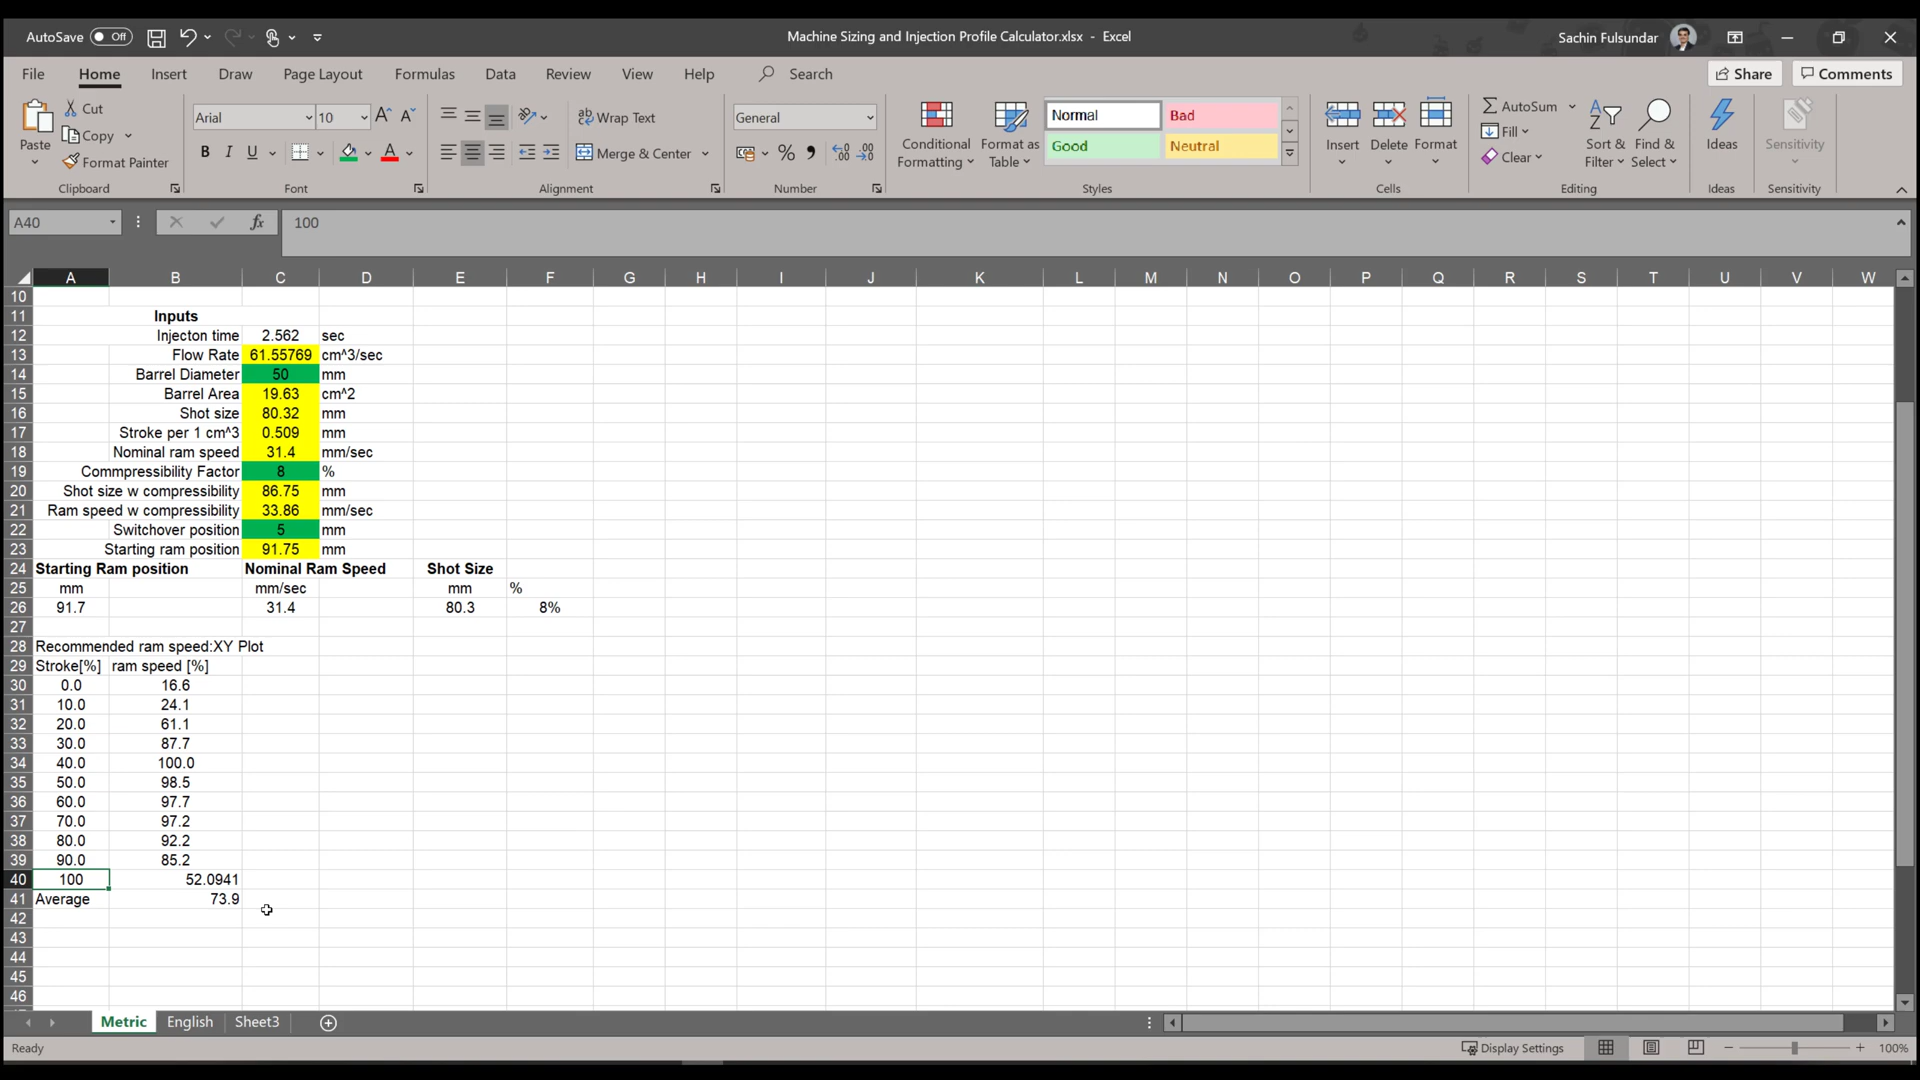 AutoSave Off Machine Sizing and Injection Profile Calculator.xlsx - Excel Sachin Fulsundar
File Home Insert Draw Page Layout Formulas Data Review View Help Search Share Comments
Paste Cut Copy Format Painter
Clipboard
Arial 10
B I U A
Font
ab Wrap Text
Merge & Center
Alignment
General
% ,
Number
Conditional Formatting
Format as Table
Normal Bad
Good Neutral
Styles
Insert Delete Format
Cells
AutoSum
Fill
Clear
Sort & Filter
Find & Select
Editing
Ideas
Ideas
Sensitivity
Sensitivity
A40 fx 100
A B C D E F G H I J K L M N O P Q R S T U V W
10
11 Inputs
12 Injecton time 2.562 sec
13 Flow Rate 61.55769 cm^3/sec
14 Barrel Diameter 50 mm
15 Barrel Area 19.63 cm^2
16 Shot size 80.32 mm
17 Stroke per 1 cm^3 0.509 mm
18 Nominal ram speed 31.4 mm/sec
19 Commpressibility Factor 8 %
20 Shot size w compressibility 86.75 mm
21 Ram speed w compressibility 33.86 mm/sec
22 Switchover position 5 mm
23 Starting ram position 91.75 mm
24 Starting Ram position Nominal Ram Speed Shot Size
25 mm mm/sec mm %
26 91.7 31.4 80.3 8%
27
28 Recommended ram speed:XY Plot
29 Stroke[%] ram speed [%]
30 0.0 16.6
31 10.0 24.1
32 20.0 61.1
33 30.0 87.7
34 40.0 100.0
35 50.0 98.5
36 60.0 97.7
37 70.0 97.2
38 80.0 92.2
39 90.0 85.2
40 100 52.0941
41 Average 73.9
42
43
44
45
46
Metric English Sheet3
Ready Display Settings 100%